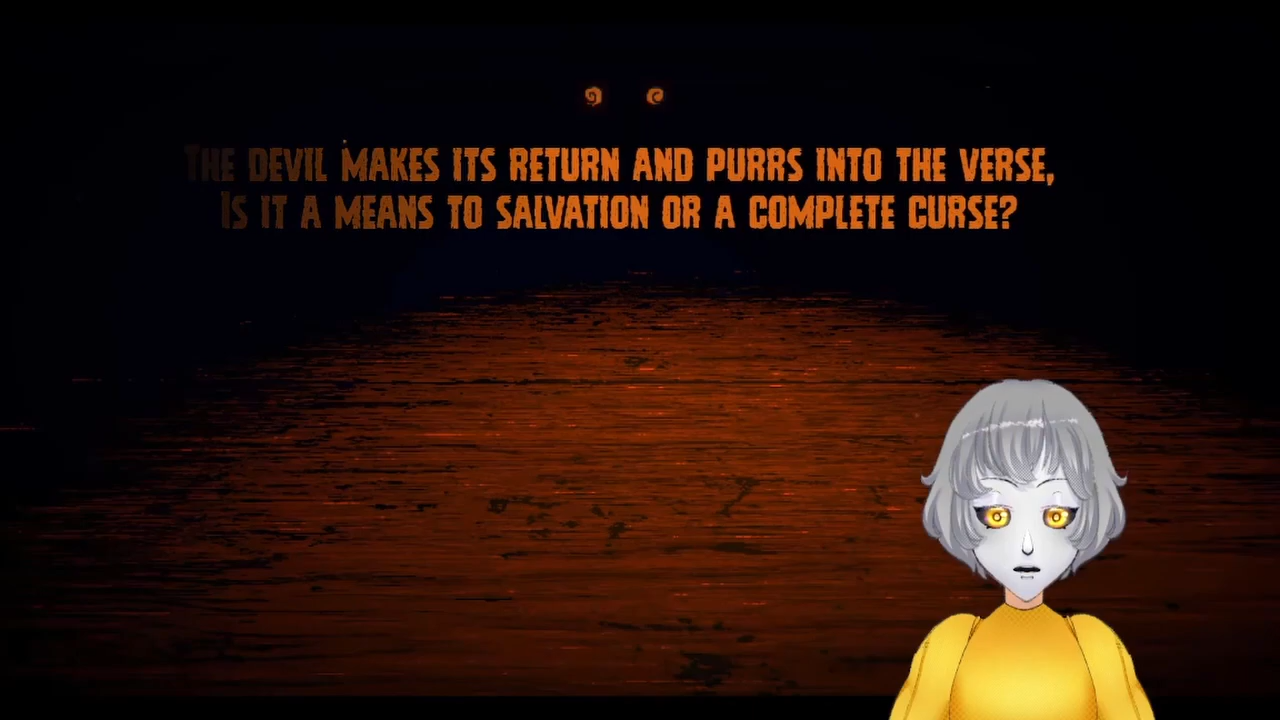 The devil makes its return and purrs into the verse,
Is it a means to salvation or a complete curse?